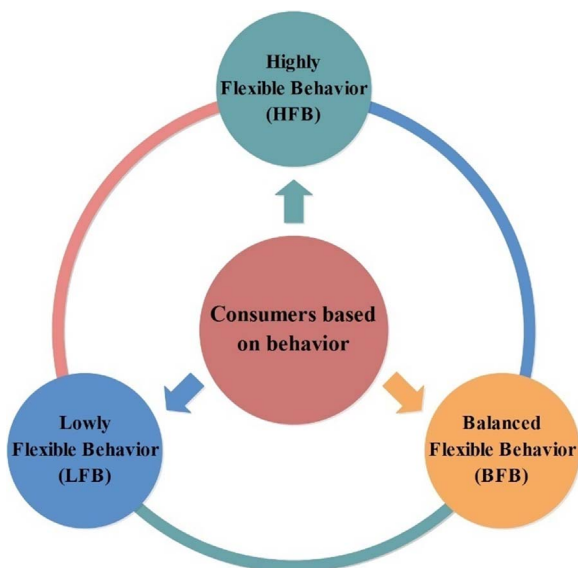 Highly
Flexible Behavior
(HFB)
Consumers based
on behavior
Lowly
Flexible Behavior
(LFB)
Balanced
Flexible Behavior
(BFB)